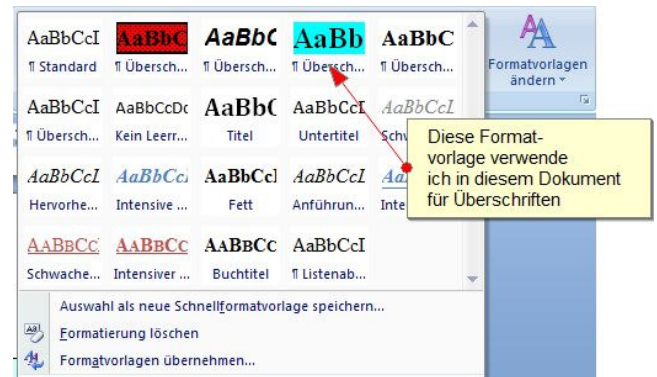 AaBbCcI AaBbC AaBbC AaBb AaBbC
¶ Standard ¶ Übersch... ¶ Übersch... ¶ Übersch... ¶ Übersch...
Formatvorlagen
ändern
AaBbCcI AaBbCcDc AaBb( AaBbCcI AaBbCcI
¶ Übersch... Kein Leerr... Titel Untertitel
Diese Format-
vorlage verwende
ich in diesem Dokument
für Überschriften
AaBbCcI AaBbCcI AaBbCcI AaBbCcI
Hervorhe... Intensive ... Fett Anführun...
AABBCC AABBCC AABBCC AaBbCcI
Schwache... Intensiver ... Buchtitel ¶ Listenab...
Auswahl als neue Schnellformatvorlage speichern...
Formatierung löschen
Formatvorlagen übernehmen...